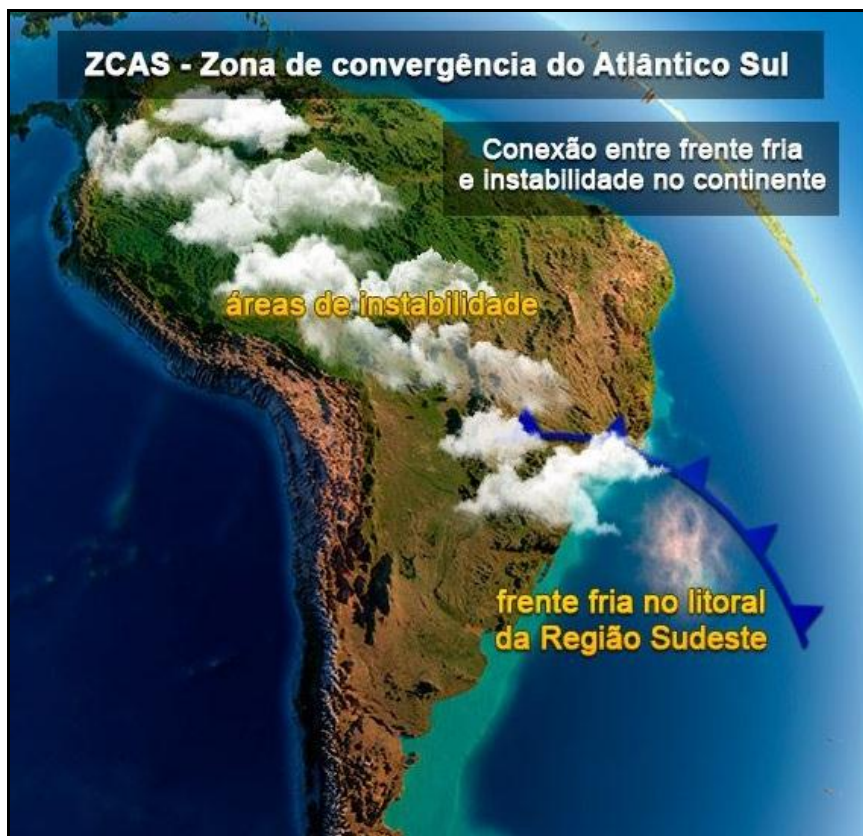 ZCAS - Zona de convergência do Atlântico Sul
Conexão entre frente fria
e instabilidade no continente
áreas de instabilidade
frente fria no litoral
da Região Sudeste